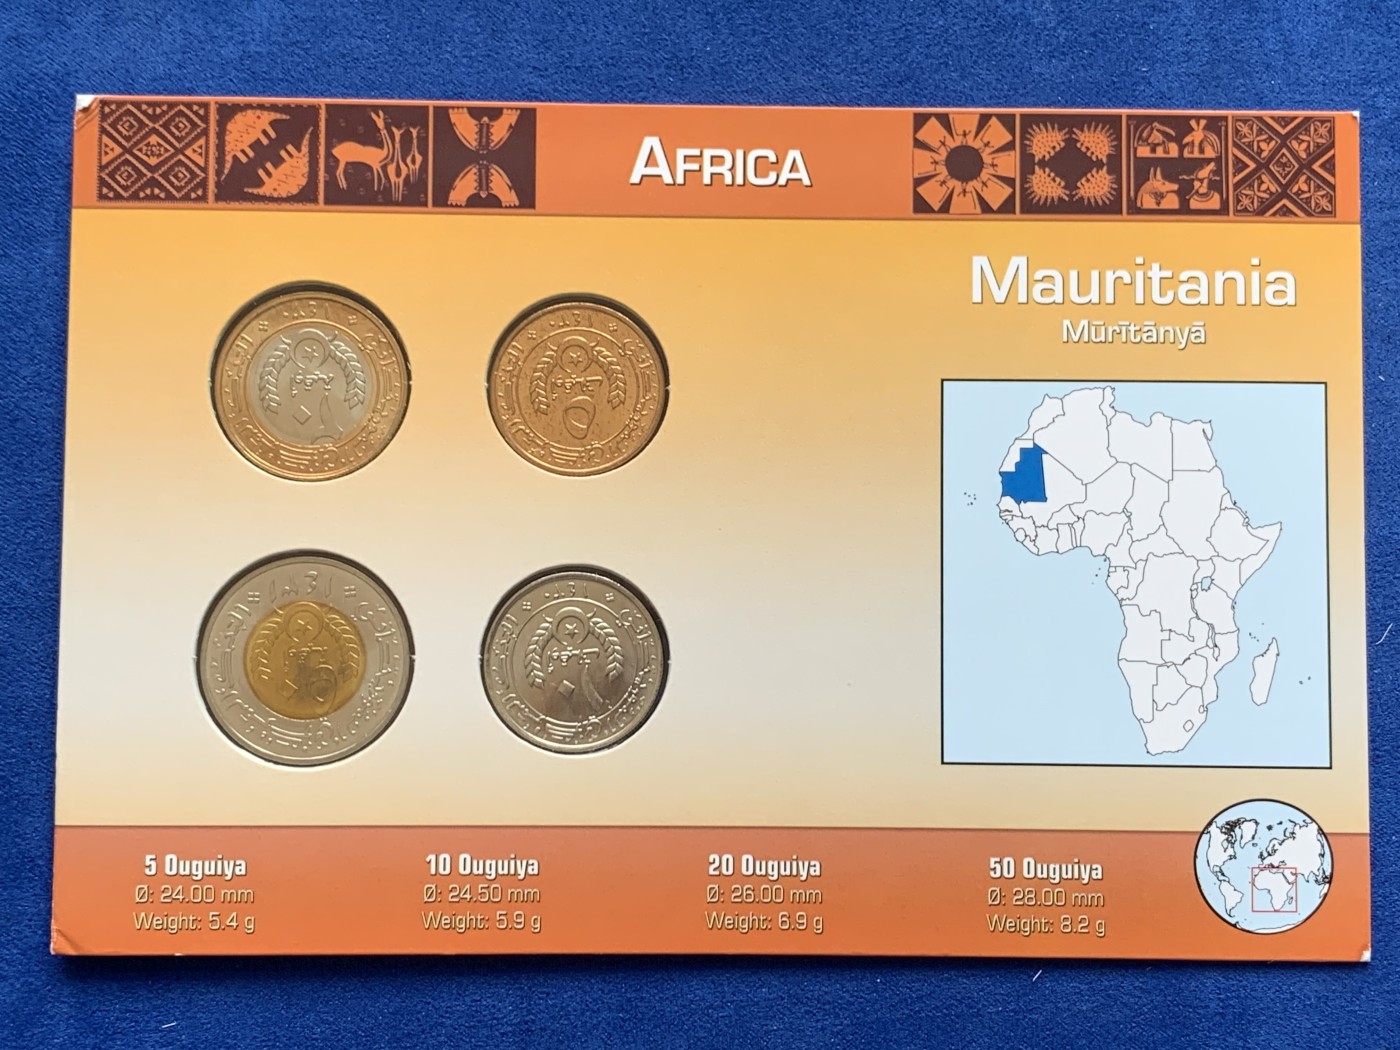 AFRICA
Mauritania
Mūrītānyā
5 Ouguiya
Ø: 24.00 mm
Weight: 5.4 g
10 Ouguiya
Ø: 24.50 mm
Weight: 5.9 g
20 Ouguiya
Ø: 26.00 mm
Weight: 6.9 g
50 Ouguiya
Ø: 28.00 mm
Weight: 8.2 g